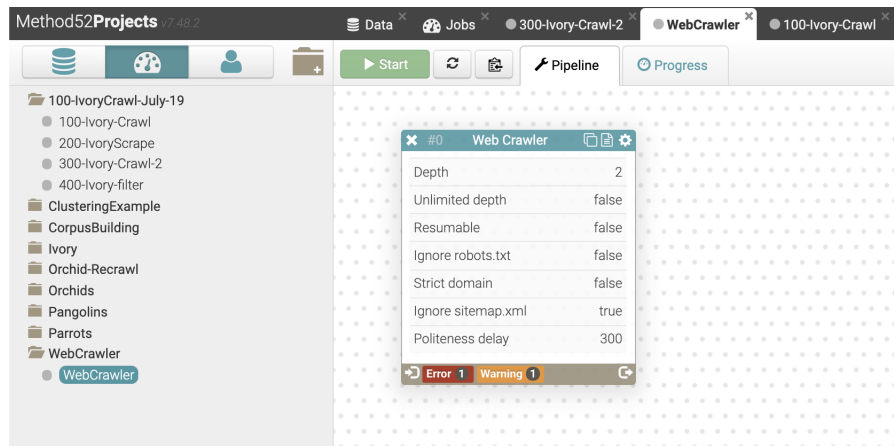 Method52Projects v7.48.2
Data
Jobs
300-Ivory-Crawl-2
WebCrawler
100-Ivory-Crawl
Start
Pipeline
Progress
100-IvoryCrawl-July-19
100-Ivory-Crawl
200-IvoryScrape
300-Ivory-Crawl-2
400-Ivory-filter
ClusteringExample
CorpusBuilding
Ivory
Orchid-Recrawl
Orchids
Pangolins
Parrots
WebCrawler
WebCrawler
#0 Web Crawler
Depth 2
Unlimited depth false
Resumable false
Ignore robots.txt false
Strict domain false
Ignore sitemap.xml true
Politeness delay 300
Error 1 Warning 1